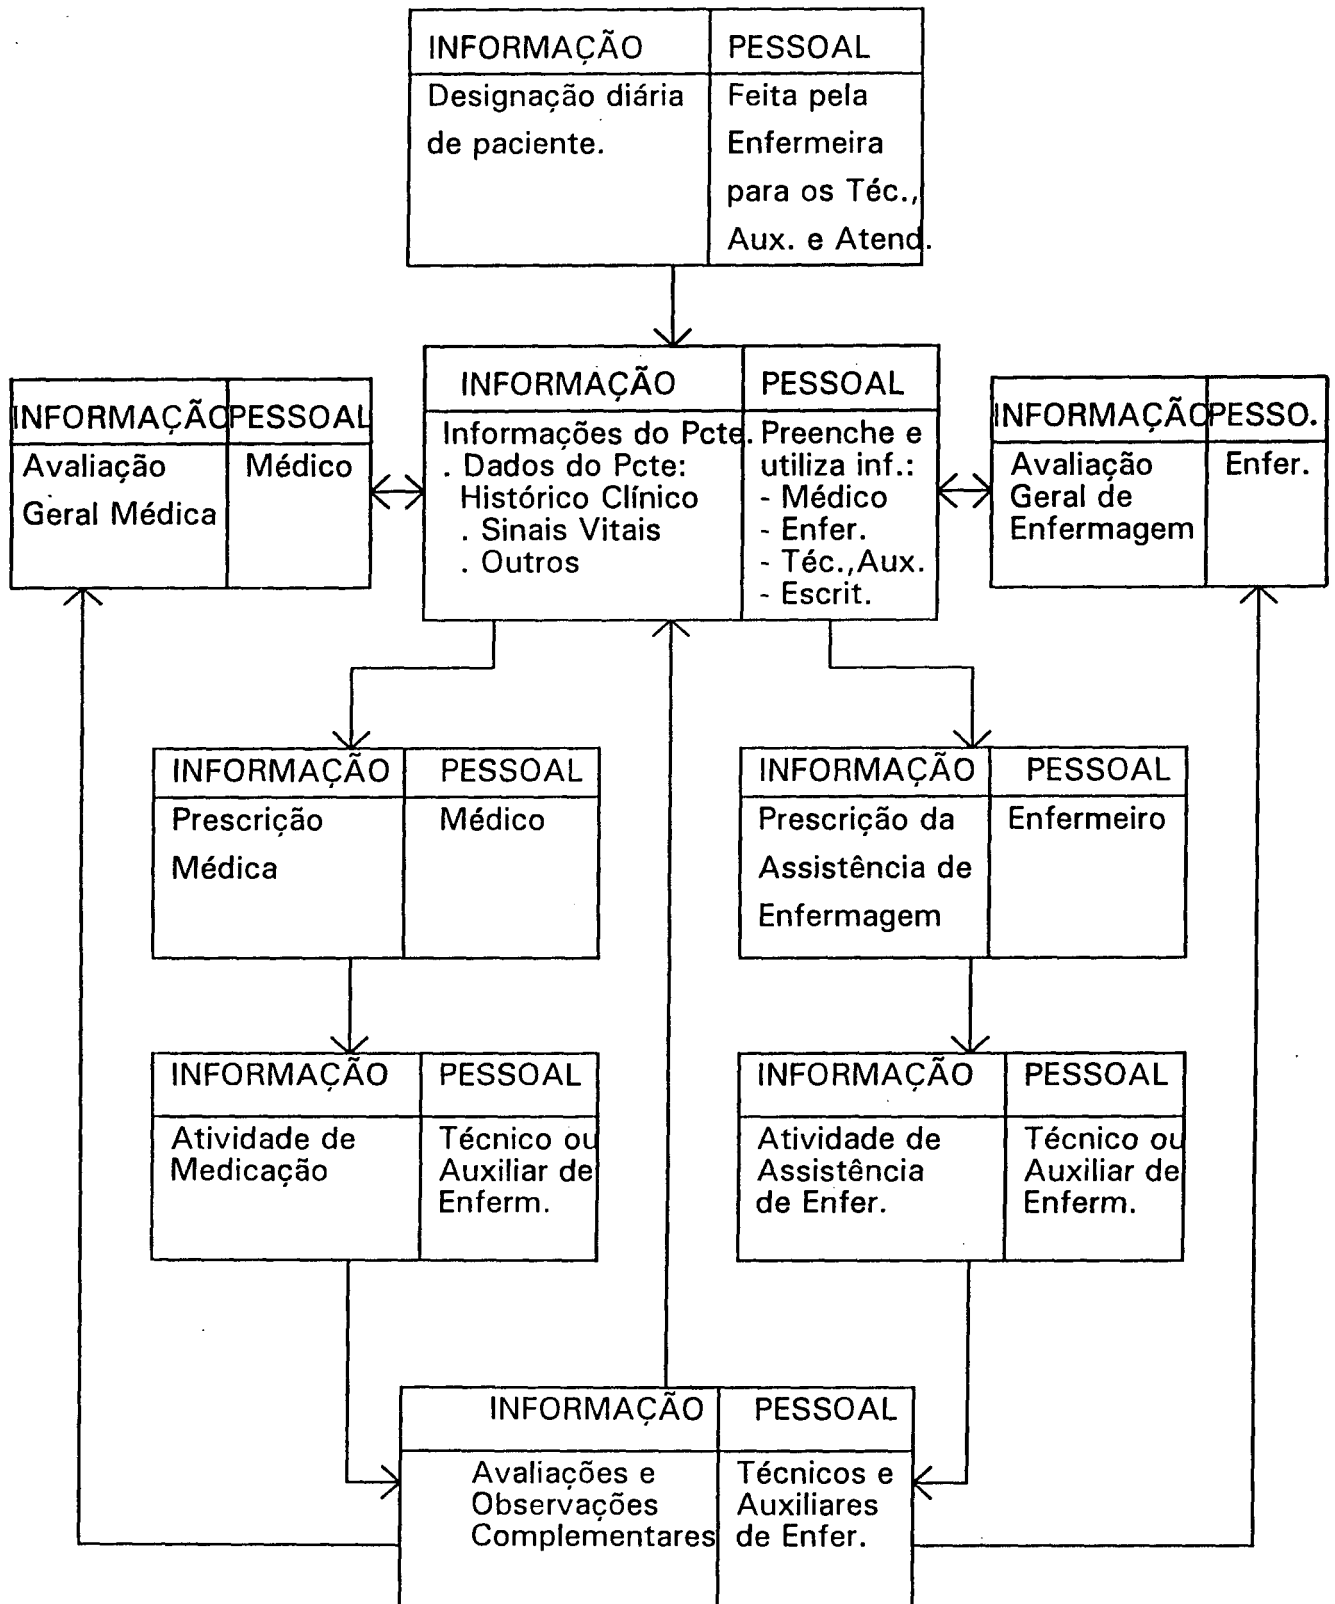 INFORMAÇÃO PESSOAL
Designação diária Feita pela
de paciente. Enfermeira
para os Téc.,
Aux. e Atend.
INFORMAÇÃO PESSOAL
Avaliação Médico
Geral Médica
INFORMAÇÃO PESSOAL
Informações do Pcte. Preenche e
. Dados do Pcte: utiliza inf.:
Histórico Clínico - Médico
. Sinais Vitais - Enfer.
. Outros - Téc.,Aux.
- Escrit.
INFORMAÇÃO PESSO.
Avaliação Enfer.
Geral de
Enfermagem
INFORMAÇÃO PESSOAL
Prescrição Médico
Médica
INFORMAÇÃO PESSOAL
Prescrição da Enfermeiro
Assistência de
Enfermagem
INFORMAÇÃO PESSOAL
Atividade de Técnico ou
Medicação Auxiliar de
Enferm.
INFORMAÇÃO PESSOAL
Atividade de Técnico ou
Assistência Auxiliar de
de Enfer. Enferm.
INFORMAÇÃO PESSOAL
Avaliações e Técnicos e
Observações Auxiliares
Complementares de Enfer.